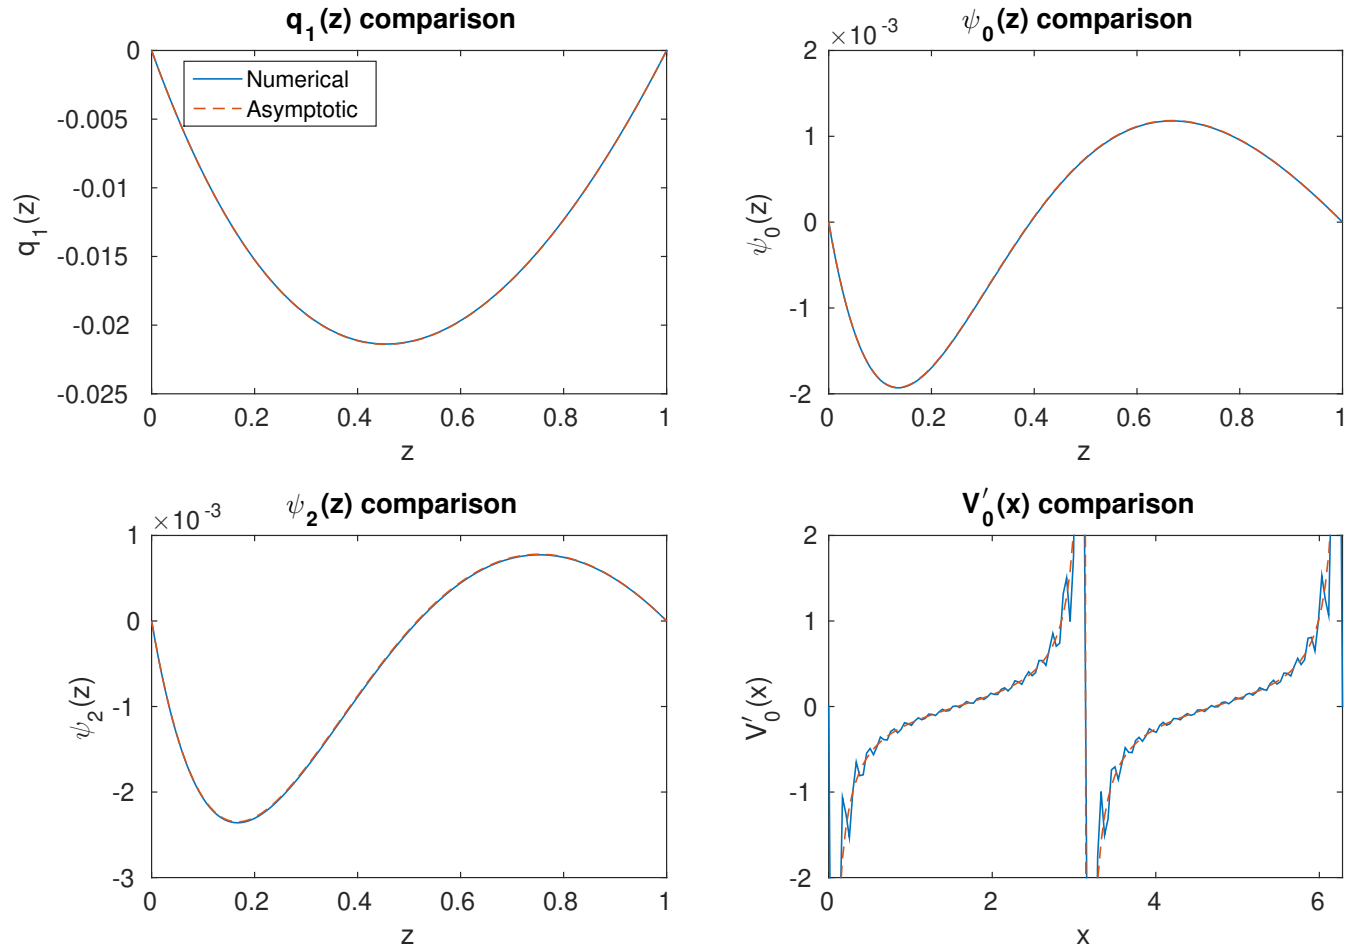 q₁(z) comparison
0
-0.005
-0.01
-0.015
-0.02
-0.025
q₁(z)
Numerical
Asymptotic
0 0.2 0.4 0.6 0.8 1
z
ψ₀(z) comparison
×10⁻³
2
1
0
-1
-2
ψ₀(z)
0 0.2 0.4 0.6 0.8 1
z
ψ₂(z) comparison
×10⁻³
1
0
-1
-2
-3
ψ₂(z)
0 0.2 0.4 0.6 0.8 1
z
V′₀(x) comparison
2
1
0
-1
-2
V′₀(x)
0 2 4 6
x